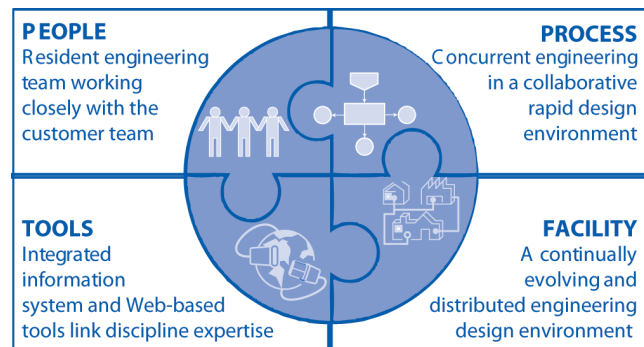 PEOPLE
Resident engineering
team working
closely with the
customer team
PROCESS
Concurrent engineering
in a collaborative
rapid design
environment
TOOLS
Integrated
information
system and Web-based
tools link discipline expertise
FACILITY
A continually
evolving and
distributed engineering
design environment